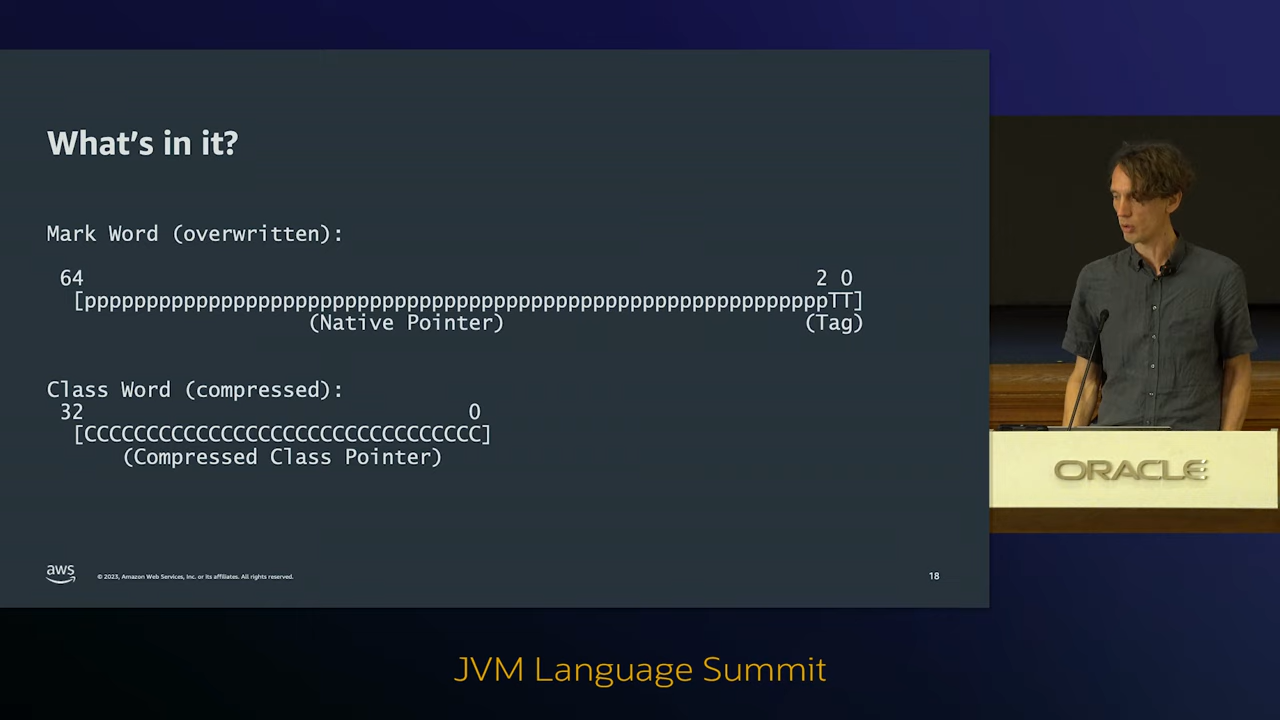 What's in it?
Mark Word (overwritten):
64 2 0
[ppppppppppppppppppppppppppppppppppppppppppppppppppppppppppppTT]
(Native Pointer) (Tag)
Class Word (compressed):
32 0
[CCCCCCCCCCCCCCCCCCCCCCCCCCCCCCCC]
(Compressed Class Pointer)
aws
© 2023, Amazon Web Services, Inc. or its affiliates. All rights reserved.
18
ORACLE
JVM Language Summit